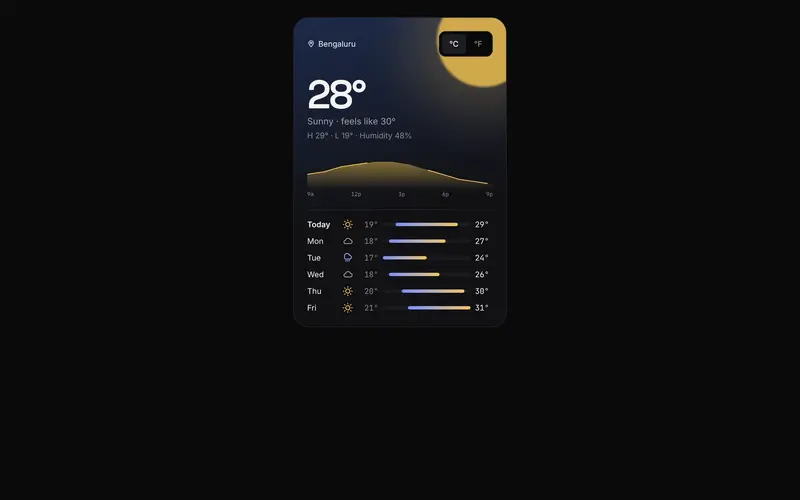 Bengaluru
°C °F
28°
Sunny · feels like 30°
H 29° · L 19° · Humidity 48%
9a 12p 3p 6p 9p
Today 19° 29°
Mon 18° 27°
Tue 17° 24°
Wed 18° 26°
Thu 20° 30°
Fri 21° 31°